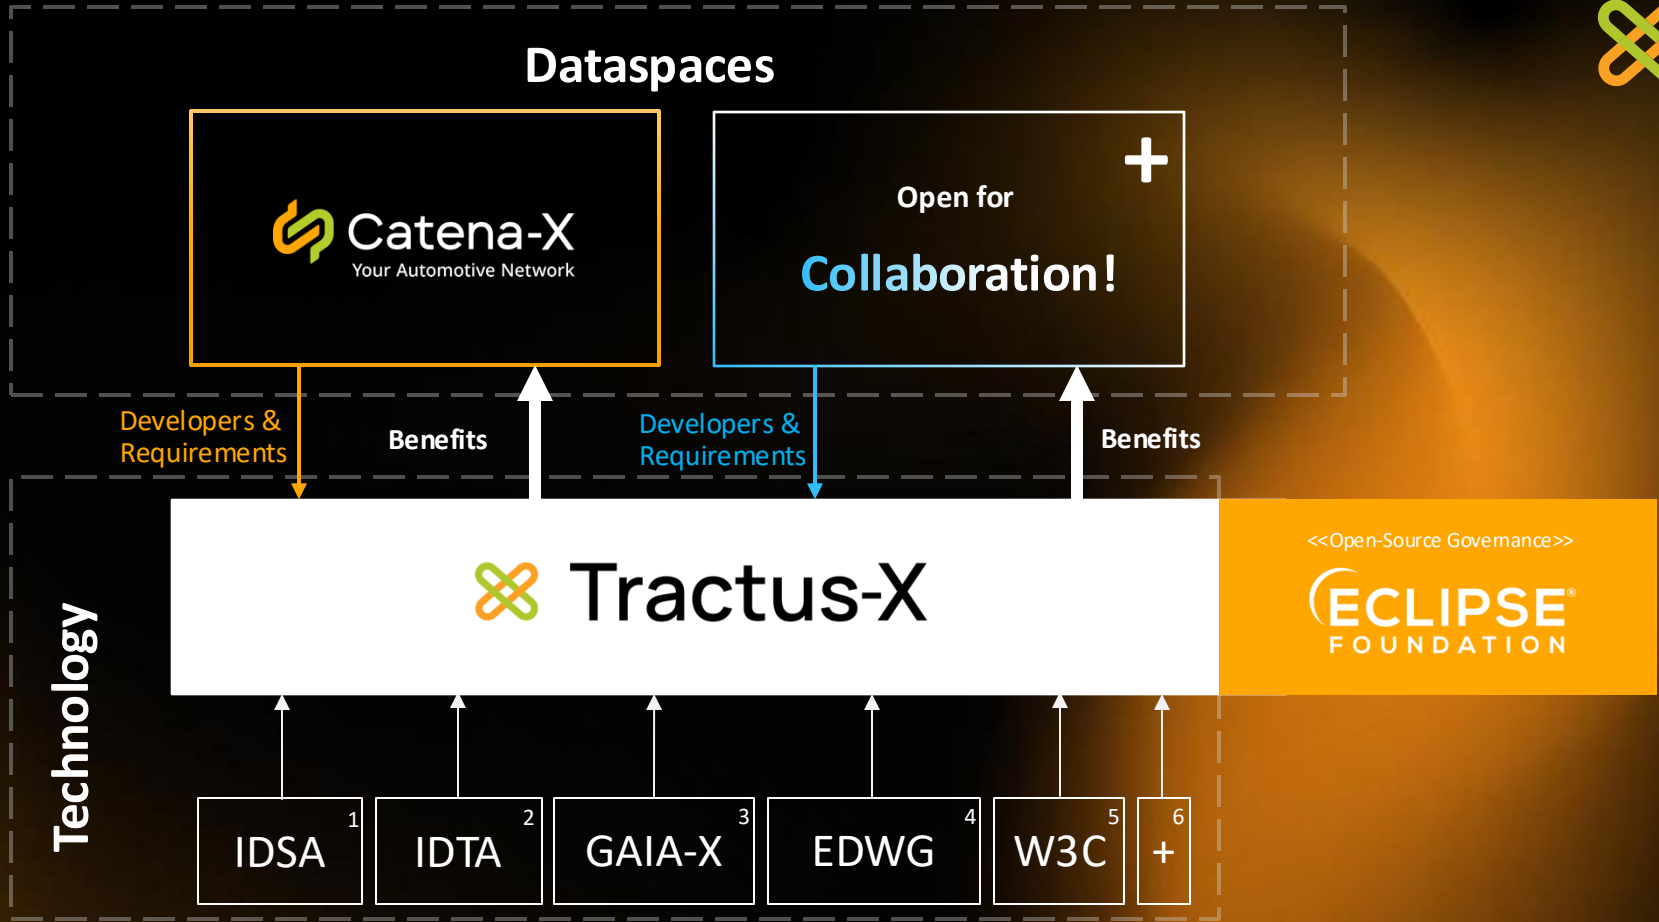 Dataspaces
Catena-X
Your Automotive Network
+
Open for
Collaboration!
Developers &
Requirements
Benefits
Developers &
Requirements
Benefits
Technology
Tractus-X
<<Open-Source Governance>>
ECLIPSE®
FOUNDATION
IDSA 1
IDTA 2
GAIA-X 3
EDWG 4
W3C 5
+ 6